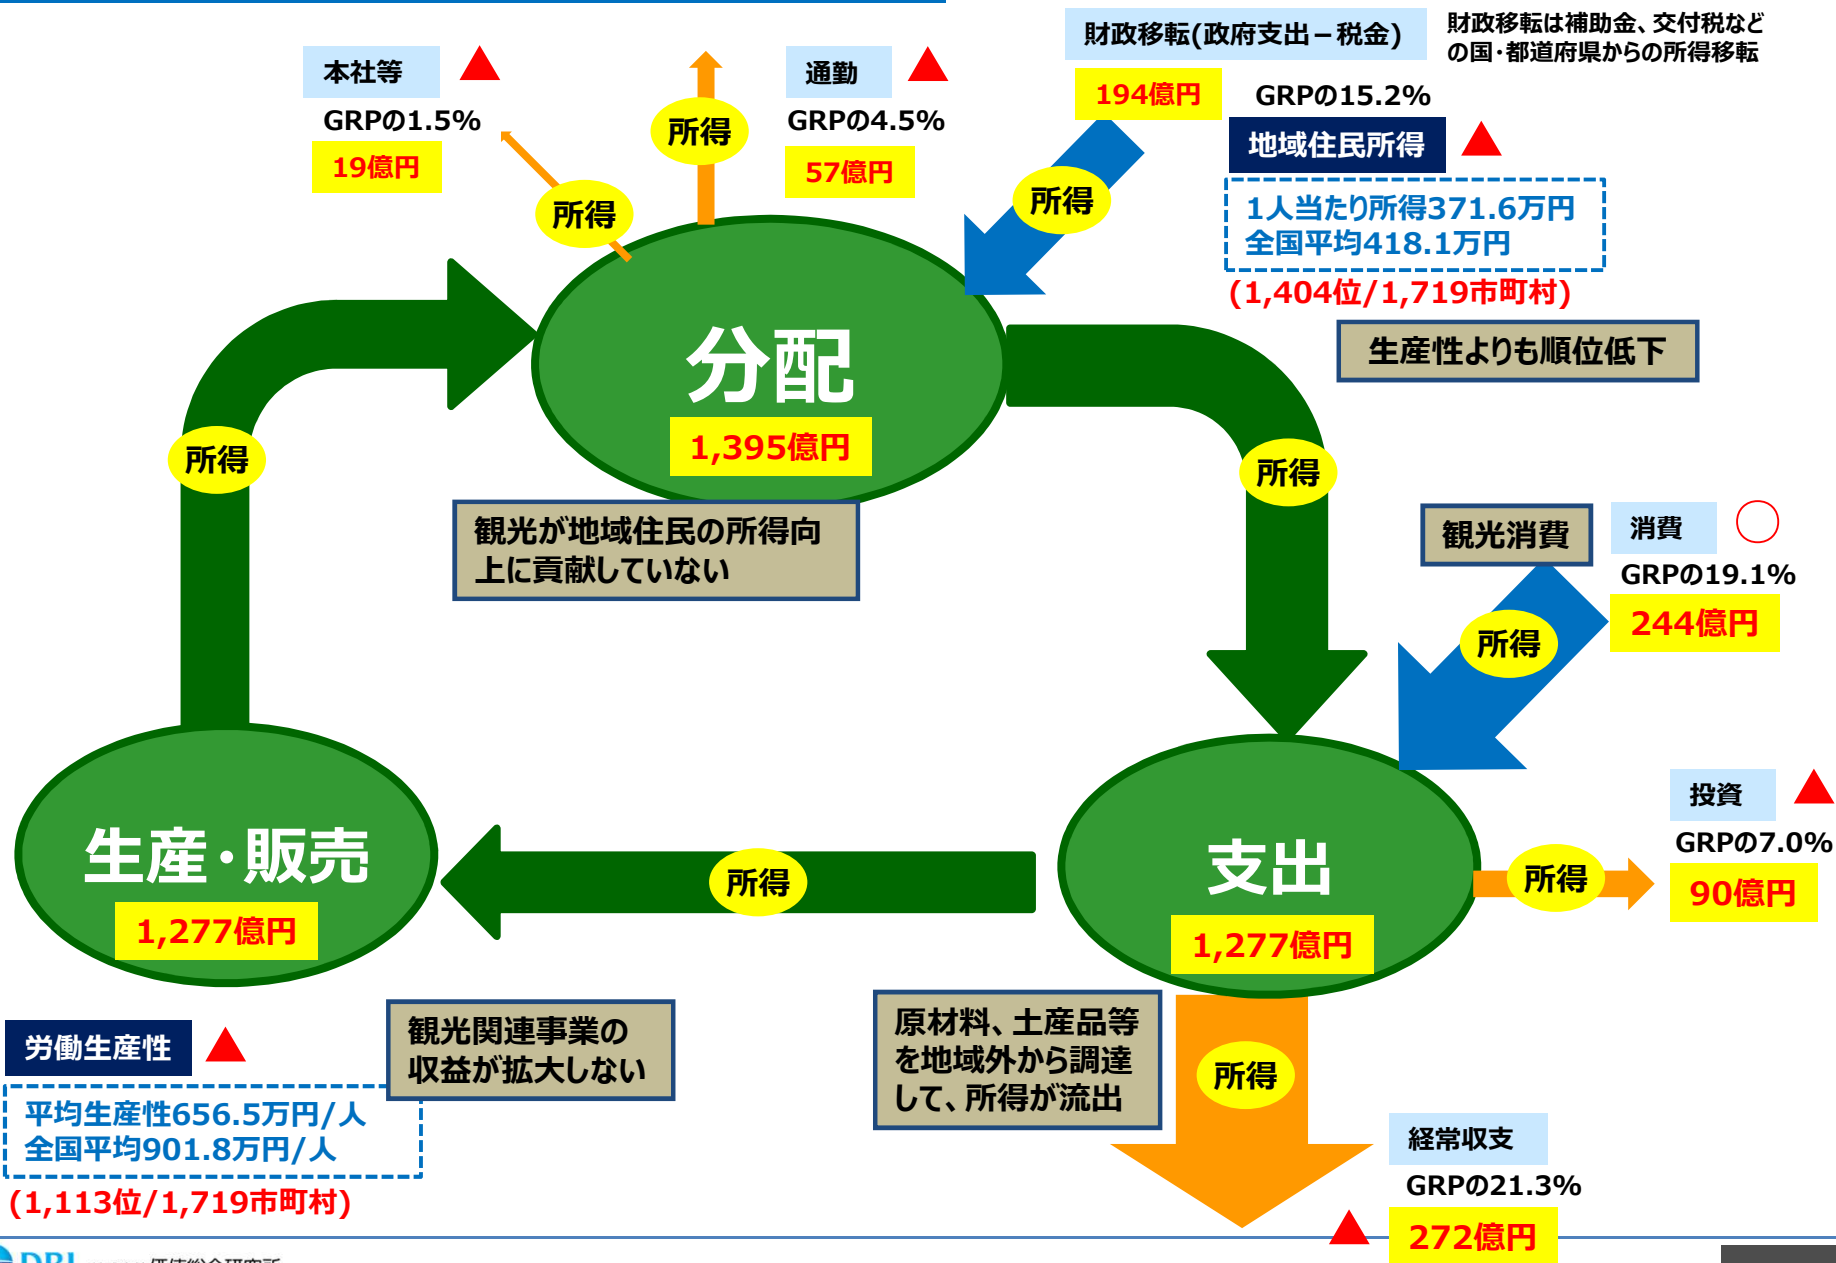 本社等
GRPの1.5%
19億円
所得
所得
通勤
GRPの4.5%
57億円
財政移転(政府支出－税金)
財政移転は補助金、交付税など
の国・都道府県からの所得移転
194億円
GRPの15.2%
所得
地域住民所得
1人当たり所得371.6万円
全国平均418.1万円
(1,404位/1,719市町村)
生産性よりも順位低下
分配
1,395億円
観光が地域住民の所得向
上に貢献していない
所得
所得
観光消費
消費
GRPの19.1%
244億円
所得
生産・販売
1,277億円
所得
支出
1,277億円
所得
投資
GRPの7.0%
90億円
労働生産性
平均生産性656.5万円/人
全国平均901.8万円/人
(1,113位/1,719市町村)
観光関連事業の
収益が拡大しない
原材料、土産品等
を地域外から調達
して、所得が流出
所得
経常収支
GRPの21.3%
272億円